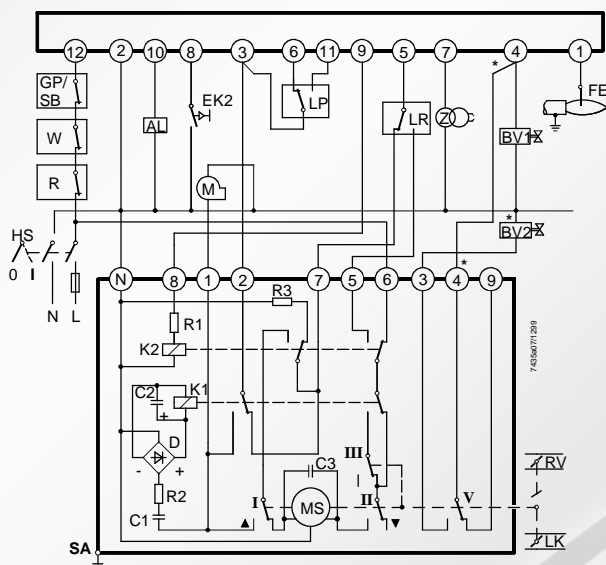 12 2 10 8 3 6 11 9 5 7 4 1
*
GP/
SB
EK2
LP
FE
AL
LR
Z
BV1
W
M
R
*
BV2
HS
0 I
N L
N 8 1 2 7 5 6 3 4 * 9
R3
R1
K2
7435a07/1299
C2
K1
+
D
III
C3
RV
- +
I
R2
I
MS
II
V
C1
SA
LK